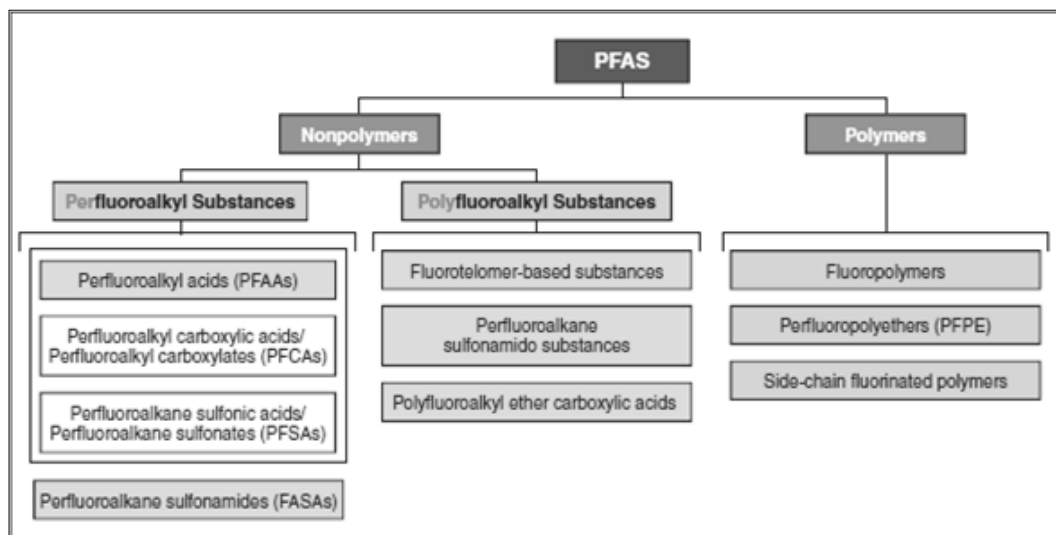 PFAS
Nonpolymers
Polymers
Perfluoroalkyl Substances
Polyfluoroalkyl Substances
Perfluoroalkyl acids (PFAAs)
Perfluoroalkyl carboxylic acids/
Perfluoroalkyl carboxylates (PFCAs)
Perfluoroalkane sulfonic acids/
Perfluoroalkane sulfonates (PFSAs)
Perfluoroalkane sulfonamides (FASAs)
Fluorotelomer-based substances
Perfluoroalkane
sulfonamido substances
Polyfluoroalkyl ether carboxylic acids
Fluoropolymers
Perfluoropolyethers (PFPE)
Side-chain fluorinated polymers